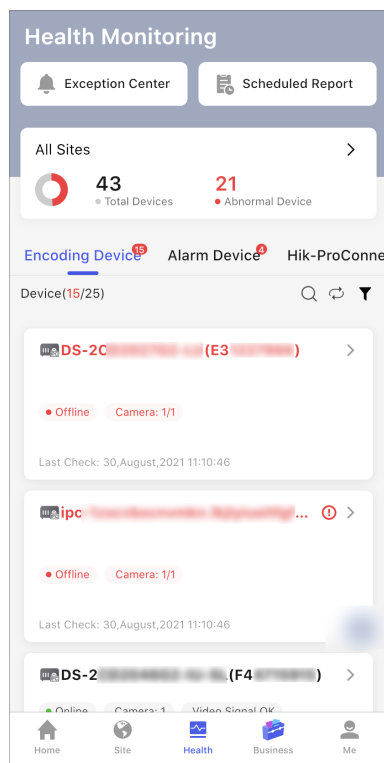 Health Monitoring
Exception Center
Scheduled Report
All Sites
43
Total Devices
21
Abnormal Device
Encoding Device 15
Alarm Device 4
Hik-ProConne
Device(15/25)
DS-2C (E3 )
Offline Camera: 1/1
Last Check: 30,August,2021 11:10:46
ipc ...
Offline Camera: 1/1
Last Check: 30,August,2021 11:10:46
DS-2 (F4 )
Online Camera: 1 Video Signal OK
Home Site Health Business Me